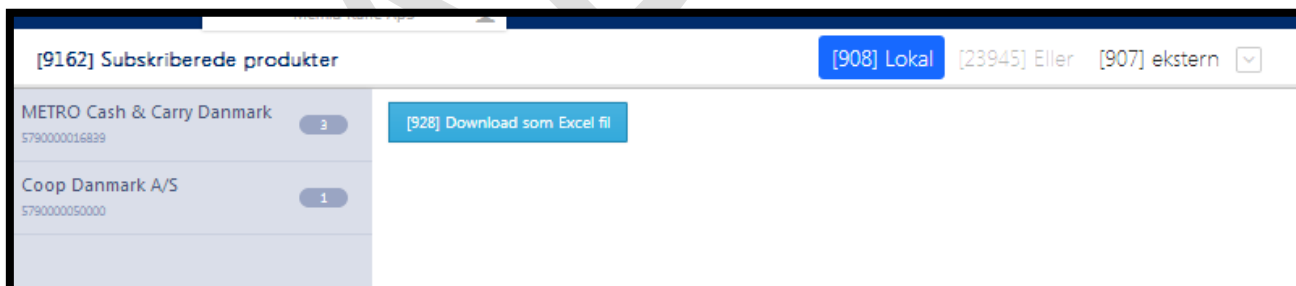 [9162] Subskriberede produkter
[908] Lokal [23945] Eller [907] ekstern
METRO Cash & Carry Danmark
3
5790000016839
[928] Download som Excel fil
Coop Danmark A/S
1
5790000050000